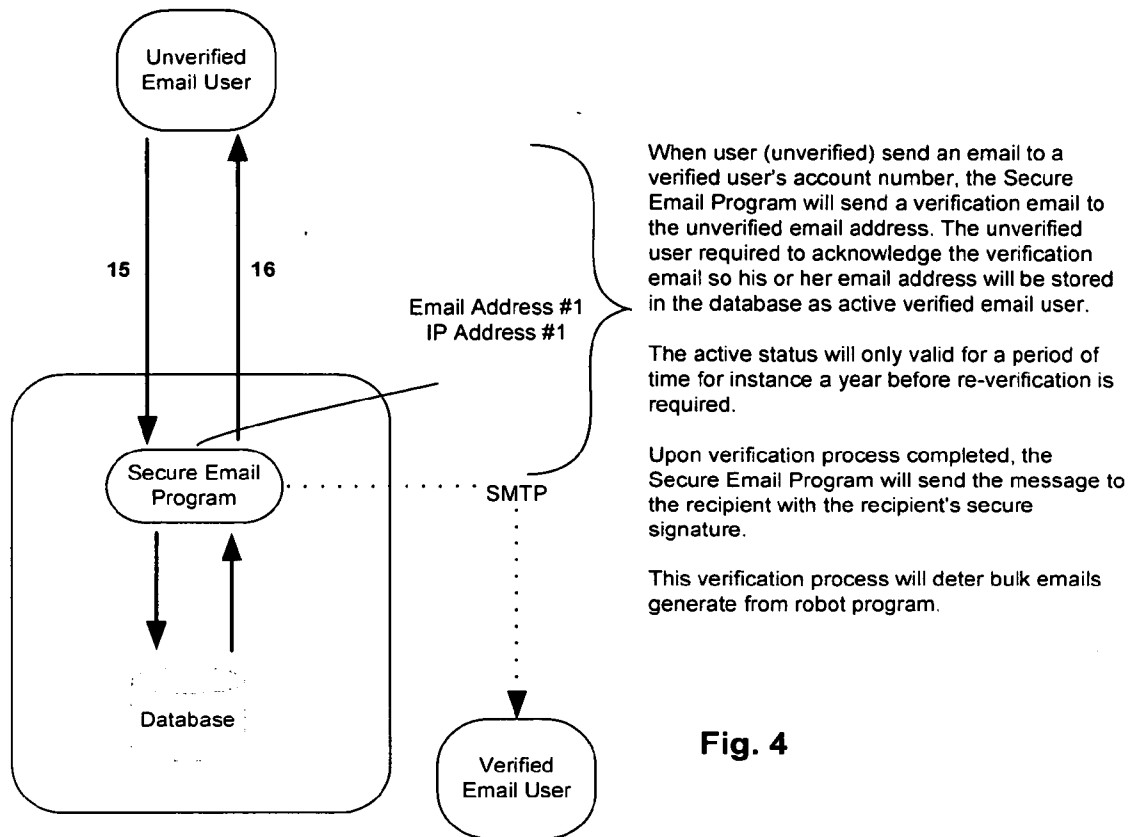 Unverified
Email User
15
16
Email Address #1
IP Address #1
Secure Email
Program
SMTP
Database
Verified
Email User
When user (unverified) send an email to a
verified user's account number, the Secure
Email Program will send a verification email to
the unverified email address. The unverified
user required to acknowledge the verification
email so his or her email address will be stored
in the database as active verified email user.
The active status will only valid for a period of
time for instance a year before re-verification is
required.
Upon verification process completed, the
Secure Email Program will send the message to
the recipient with the recipient's secure
signature.
This verification process will deter bulk emails
generate from robot program.
Fig. 4